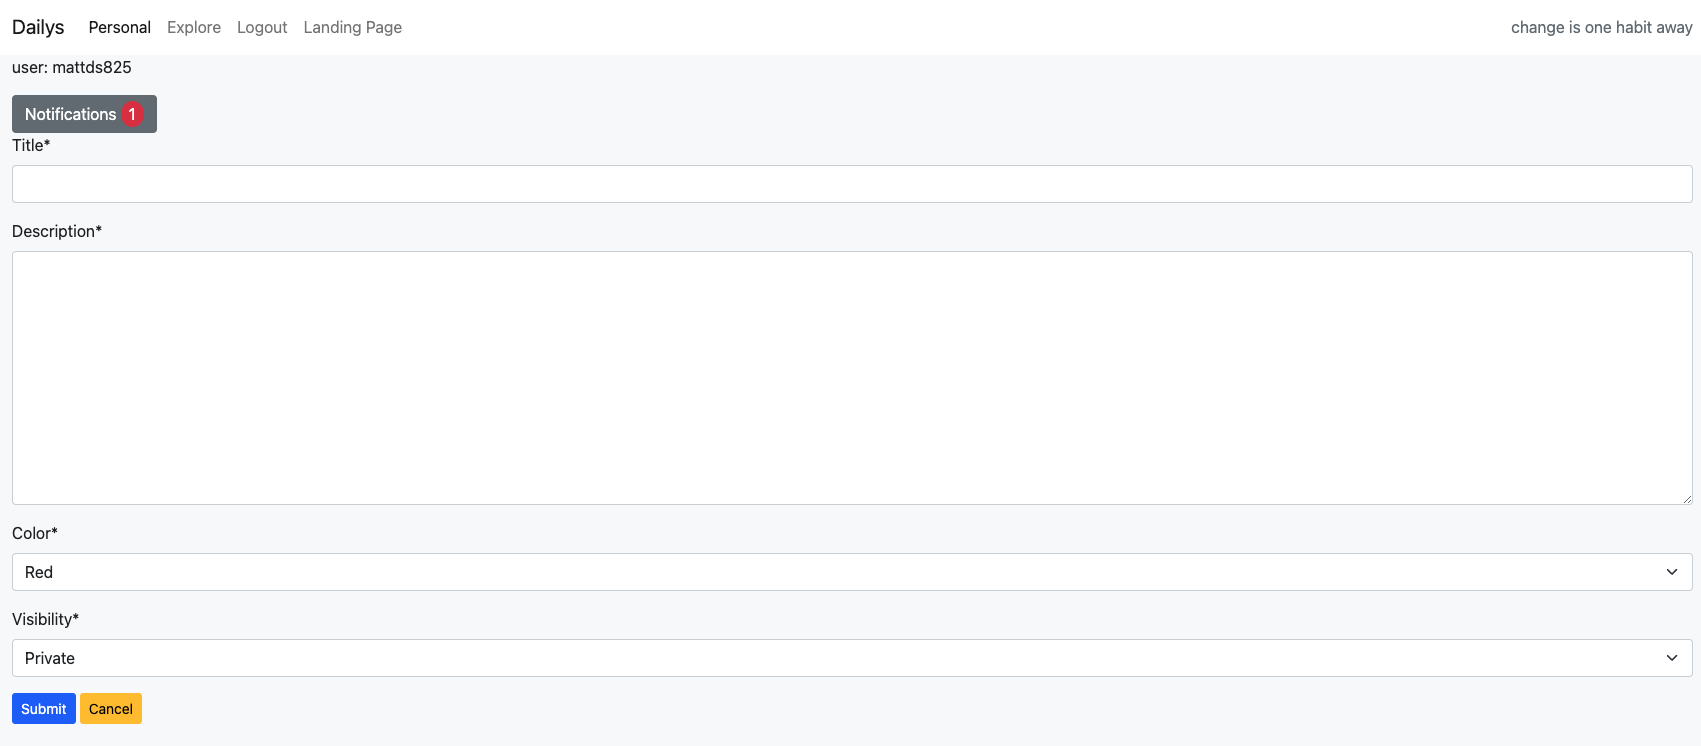 Dailys Personal Explore Logout Landing Page change is one habit away
user: mattds825
Notifications 1
Title*
Description*
Color*
Red
Visibility*
Private
Submit Cancel